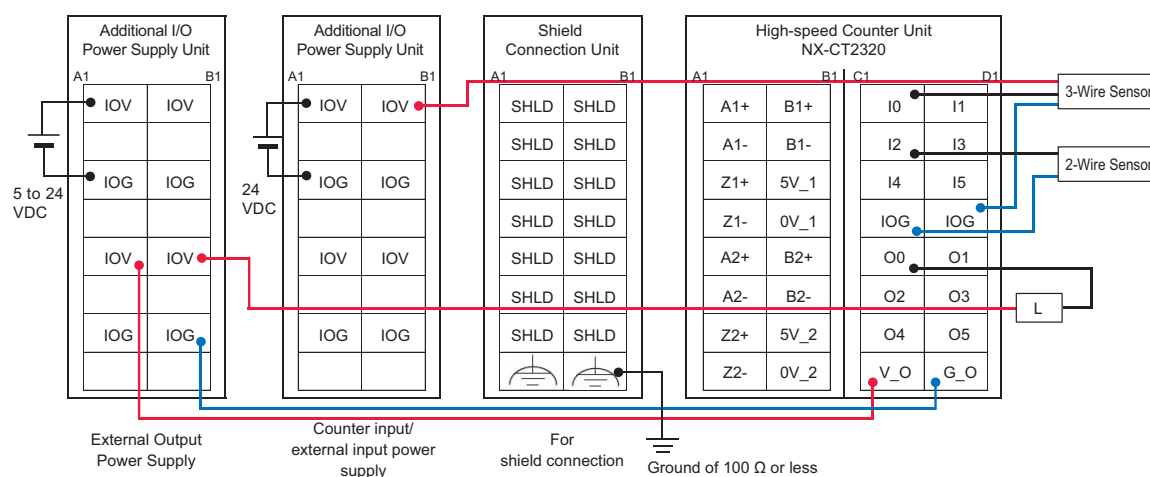 Additional I/O
Power Supply Unit
Additional I/O
Power Supply Unit
Shield
Connection Unit
High-speed Counter Unit
NX-CT2320
A1 B1 A1 B1 A1 B1 A1 B1 C1 D1
IOV IOV IOV IOV SHLD SHLD A1+ B1+ I0 I1
3-Wire Sensor
SHLD SHLD A1- B1- I2 I3
2-Wire Sensor
IOG IOG IOG IOG SHLD SHLD Z1+ 5V_1 I4 I5
5 to 24
VDC
24
VDC
SHLD SHLD Z1- 0V_1 IOG IOG
IOV IOV IOV IOV SHLD SHLD A2+ B2+ O0 O1
SHLD SHLD A2- B2- O2 O3
L
IOG IOG IOG IOG SHLD SHLD Z2+ 5V_2 O4 O5
Z2- 0V_2 V_O G_O
External Output
Power Supply
Counter input/
external input power
supply
For
shield connection
Ground of 100 Ω or less